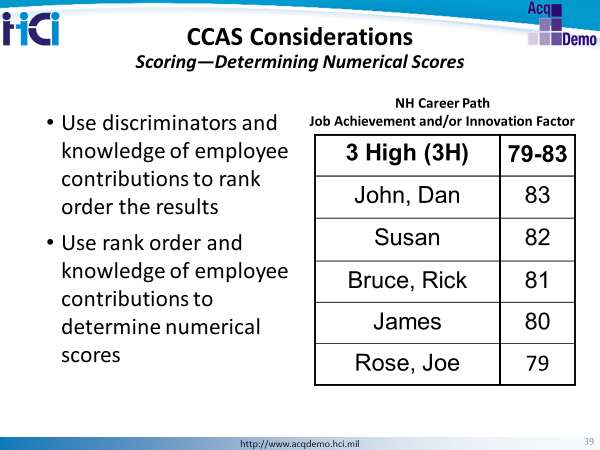 HCi
Acq
Demo
CCAS Considerations
Scoring—Determining Numerical Scores
• Use discriminators and
knowledge of employee
contributions to rank
order the results
• Use rank order and
knowledge of employee
contributions to
determine numerical
scores
NH Career Path
Job Achievement and/or Innovation Factor
3 High (3H) 79-83
John, Dan 83
Susan 82
Bruce, Rick 81
James 80
Rose, Joe 79
http://www.acqdemo.hci.mil
39